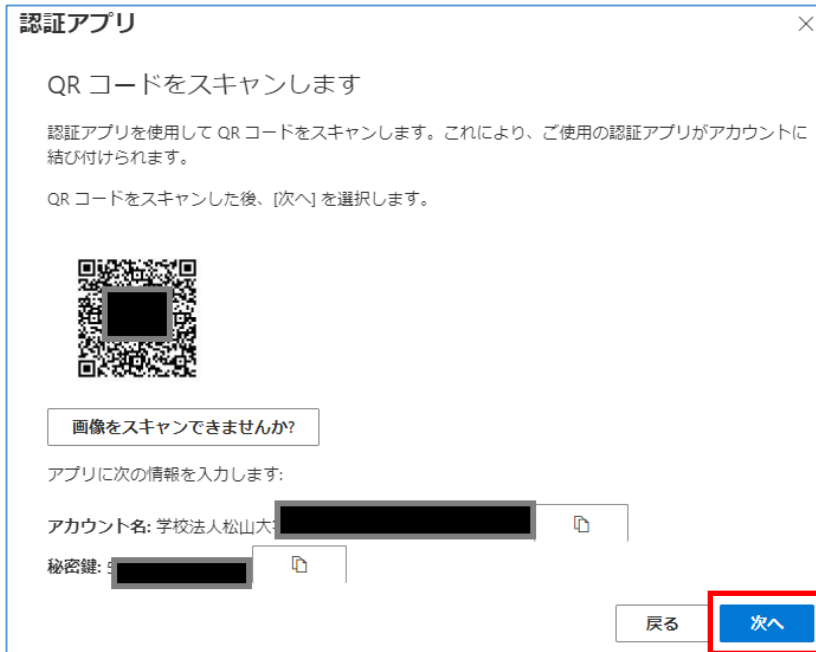 認証アプリ
QR コードをスキャンします
認証アプリを使用して QR コードをスキャンします。これにより、ご使用の認証アプリがアカウントに
結び付けられます。
QR コードをスキャンした後、[次へ] を選択します。
画像をスキャンできませんか?
アプリに次の情報を入力します:
アカウント名: 学校法人松山大
秘密鍵:
戻る
次へ